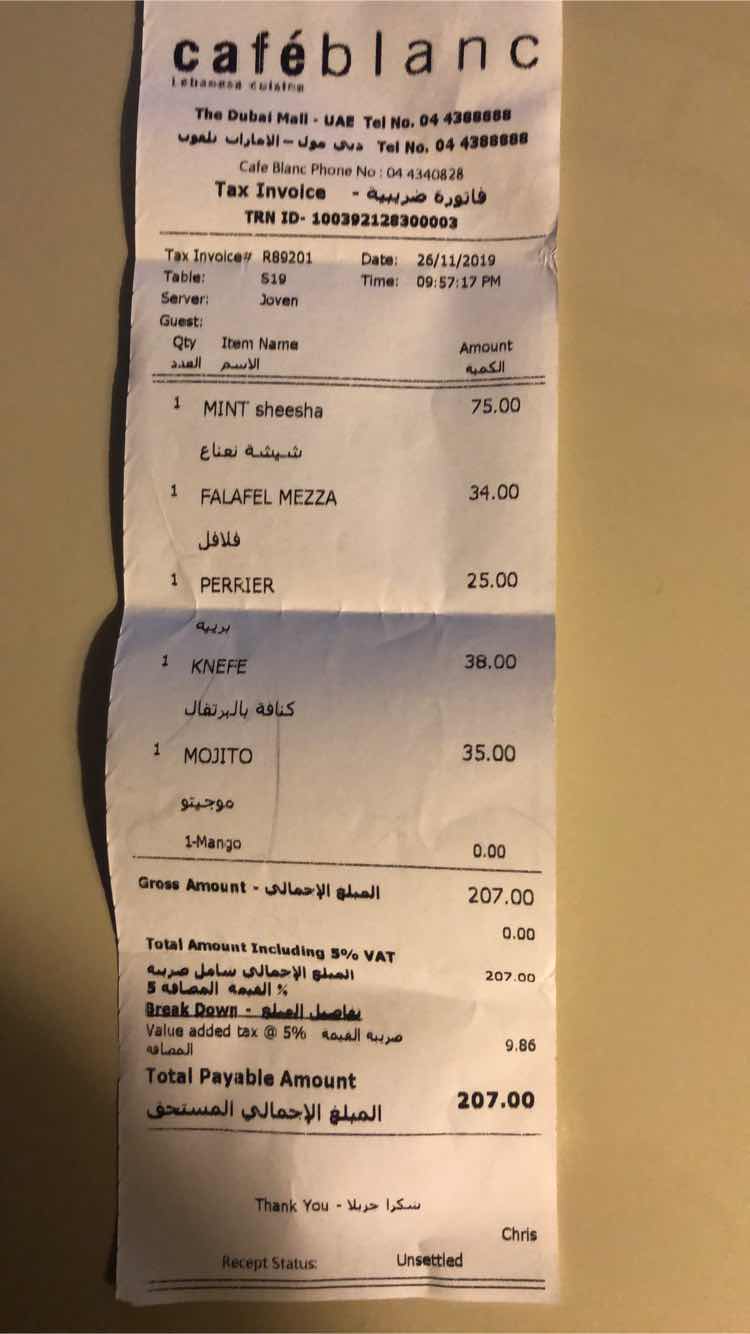 caféblanc
Lebanese cuisine
The Dubai Mall - UAE Tel No. 04 4388888
دبي مول – الامارات تلفون Tel No. 04 4388888
Cafe Blanc Phone No : 04 4340828
Tax Invoice - فاتورة ضريبية
TRN ID- 100392128300003
Tax Invoice# R89201 Date: 26/11/2019
Table: S19 Time: 09:57:17 PM
Server: Joven
Guest:
Qty Item Name Amount
العدد الاسم الكمية
1 MINT sheesha 75.00
شيشة نعناع
1 FALAFEL MEZZA 34.00
فلافل
1 PERRIER 25.00
برييه
1 KNEFE 38.00
كنافة بالبرتقال
1 MOJITO 35.00
موجيتو
1-Mango 0.00
Gross Amount - المبلغ الإجمالي 207.00
0.00
Total Amount Including 5% VAT
المبلغ الإجمالي شامل ضريبة 207.00
% القيمة المضافة 5
Break Down - تفاصيل المبلغ
Value added tax @ 5% ضريبة القيمة 9.86
المضافة
Total Payable Amount 207.00
المبلغ الإجمالي المستحق
Thank You - شكرا جزيلا
Chris
Recept Status: Unsettled